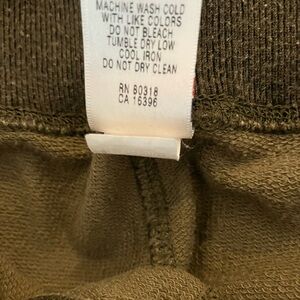 MACHINE WASH COLD
WITH LIKE COLORS
DO NOT BLEACH
TUMBLE DRY LOW
COOL IRON
DO NOT DRY CLEAN
RN 80318
CA 16396